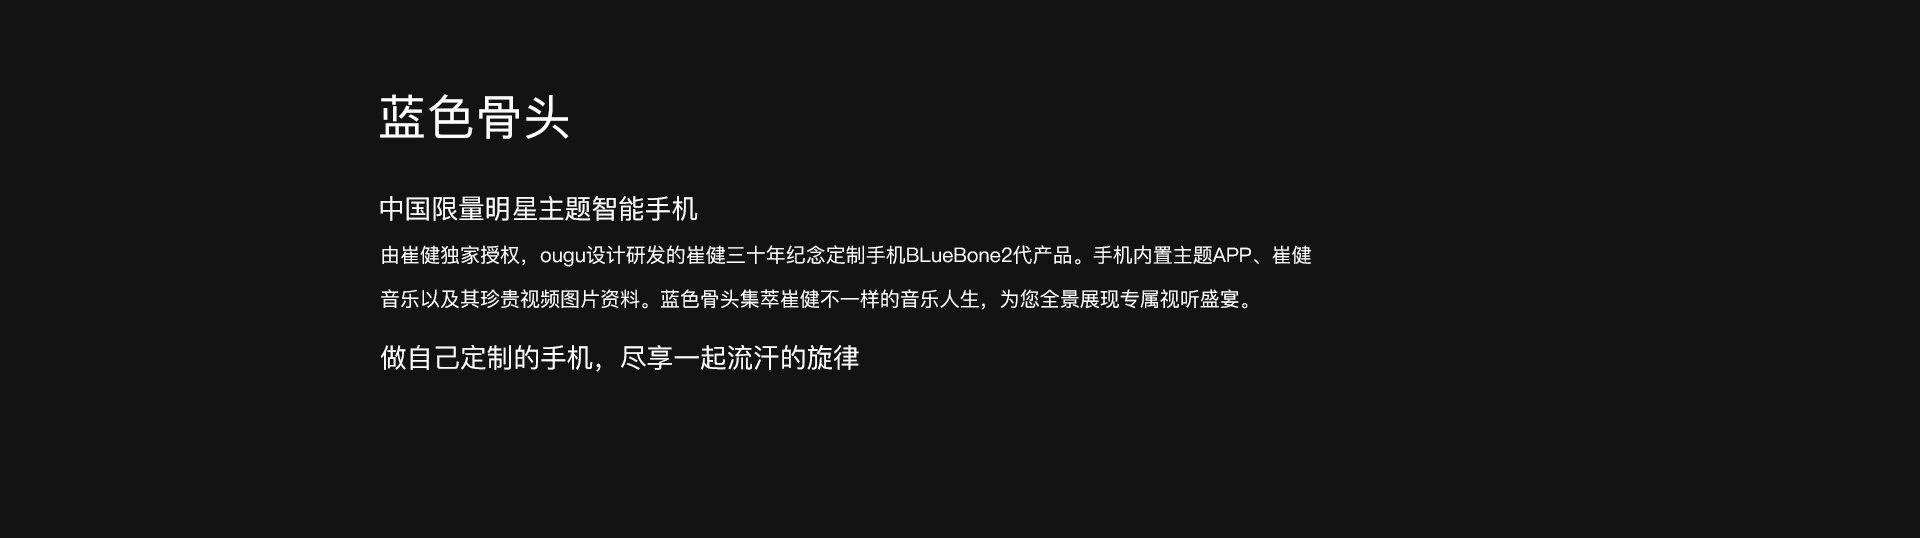 蓝色骨头
中国限量明星主题智能手机
由崔健独家授权，ougu设计研发的崔健三十年纪念定制手机BLueBone2代产品。手机内置主题APP、崔健
音乐以及其珍贵视频图片资料。蓝色骨头集萃崔健不一样的音乐人生，为您全景展现专属视听盛宴。
做自己定制的手机，尽享一起流汗的旋律